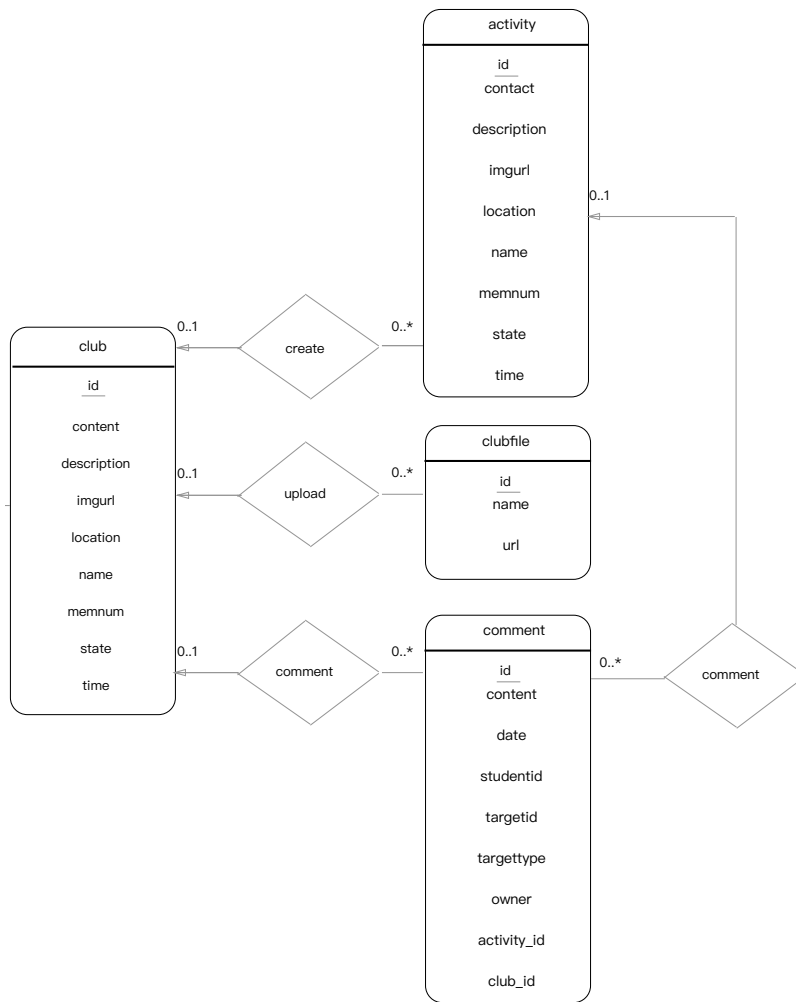 activity
id
contact
description
imgurl
location
name
memnum
state
time
0..1
club
id
content
description
imgurl
location
name
memnum
state
time
0..1
create
0..*
0..1
upload
0..*
clubfile
id
name
url
0..1
comment
0..*
comment
id
content
date
studentid
targetid
targettype
owner
activity_id
club_id
0..*
comment